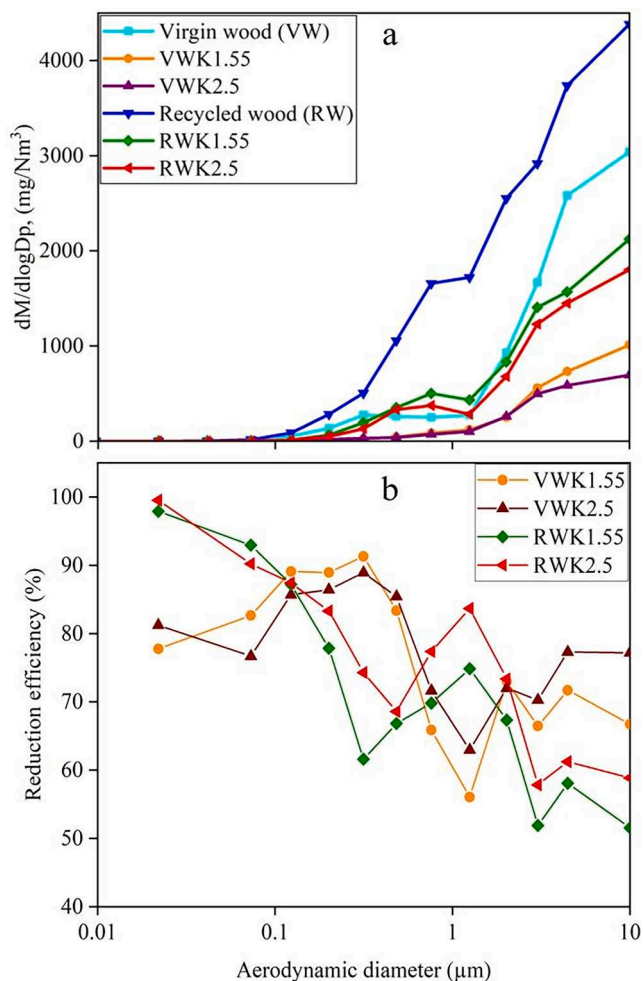 a
Virgin wood (VW)
VWK1.55
VWK2.5
Recycled wood (RW)
RWK1.55
RWK2.5
dM/dlogDp, (mg/Nm³)
4000
3000
2000
1000
0
b
VWK1.55
VWK2.5
RWK1.55
RWK2.5
Reduction efficiency (%)
100
90
80
70
60
50
40
0.01 0.1 1 10
Aerodynamic diameter (µm)